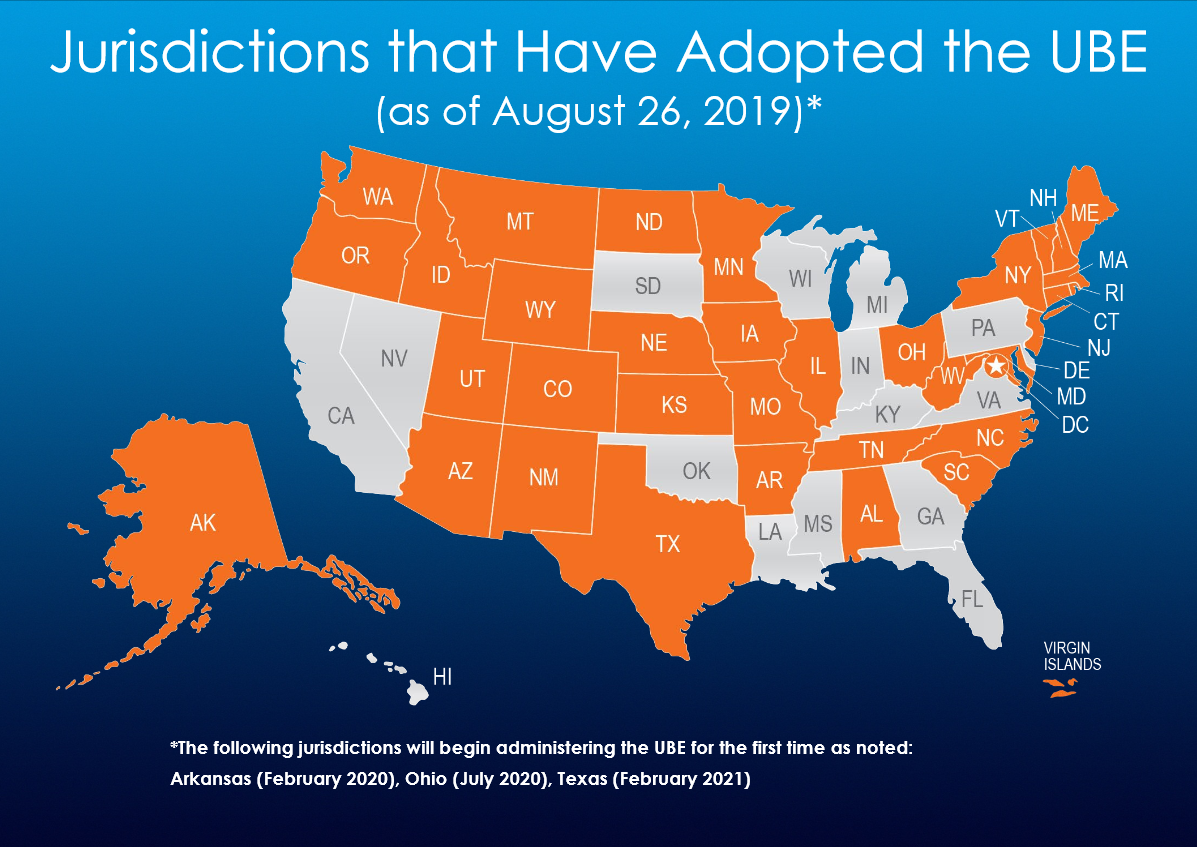 Jurisdictions that Have Adopted the UBE
(as of August 26, 2019)*
WA
MT
ND
MN
OR
ID
SD
WI
MI
NH
VT
ME
NY
MA
RI
CT
NJ
PA
DE
MD
DC
WY
NE
IA
IL
IN
OH
WV
VA
NV
UT
CO
KS
MO
KY
CA
AZ
NM
OK
AR
TN
NC
SC
MS
AL
GA
LA
TX
FL
AK
HI
VIRGIN
ISLANDS
*The following jurisdictions will begin administering the UBE for the first time as noted:
Arkansas (February 2020), Ohio (July 2020), Texas (February 2021)